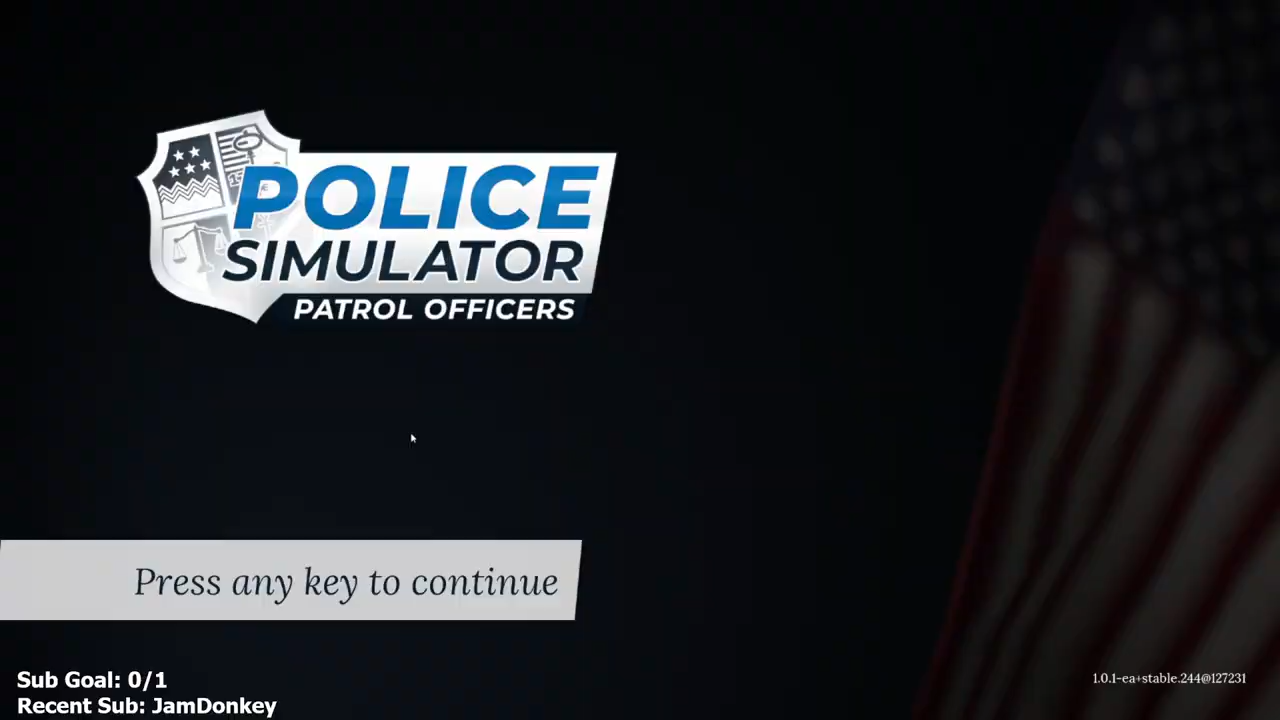 POLICE
SIMULATOR
PATROL OFFICERS
Press any key to continue
Sub Goal: 0/1
Recent Sub: JamDonkey
1.0.1-ea+stable.244@127231